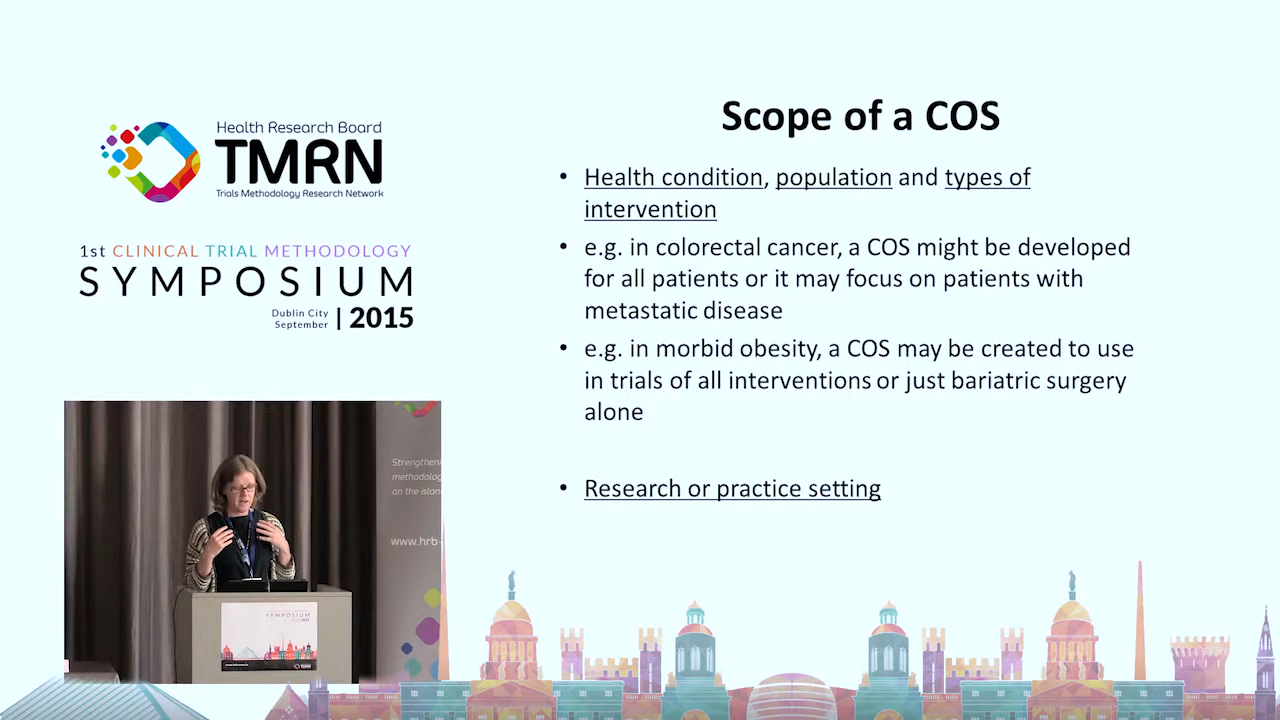 Health Research Board
TMRN
Trials Methodology Research Network
1st CLINICAL TRIAL METHODOLOGY
SYMPOSIUM
Dublin City
September | 2015
Scope of a COS
• Health condition, population and types of
intervention
• e.g. in colorectal cancer, a COS might be developed
for all patients or it may focus on patients with
metastatic disease
• e.g. in morbid obesity, a COS may be created to use
in trials of all interventions or just bariatric surgery
alone
• Research or practice setting
methodolog
on the islan
www.hrb-
SYMPOSIUM